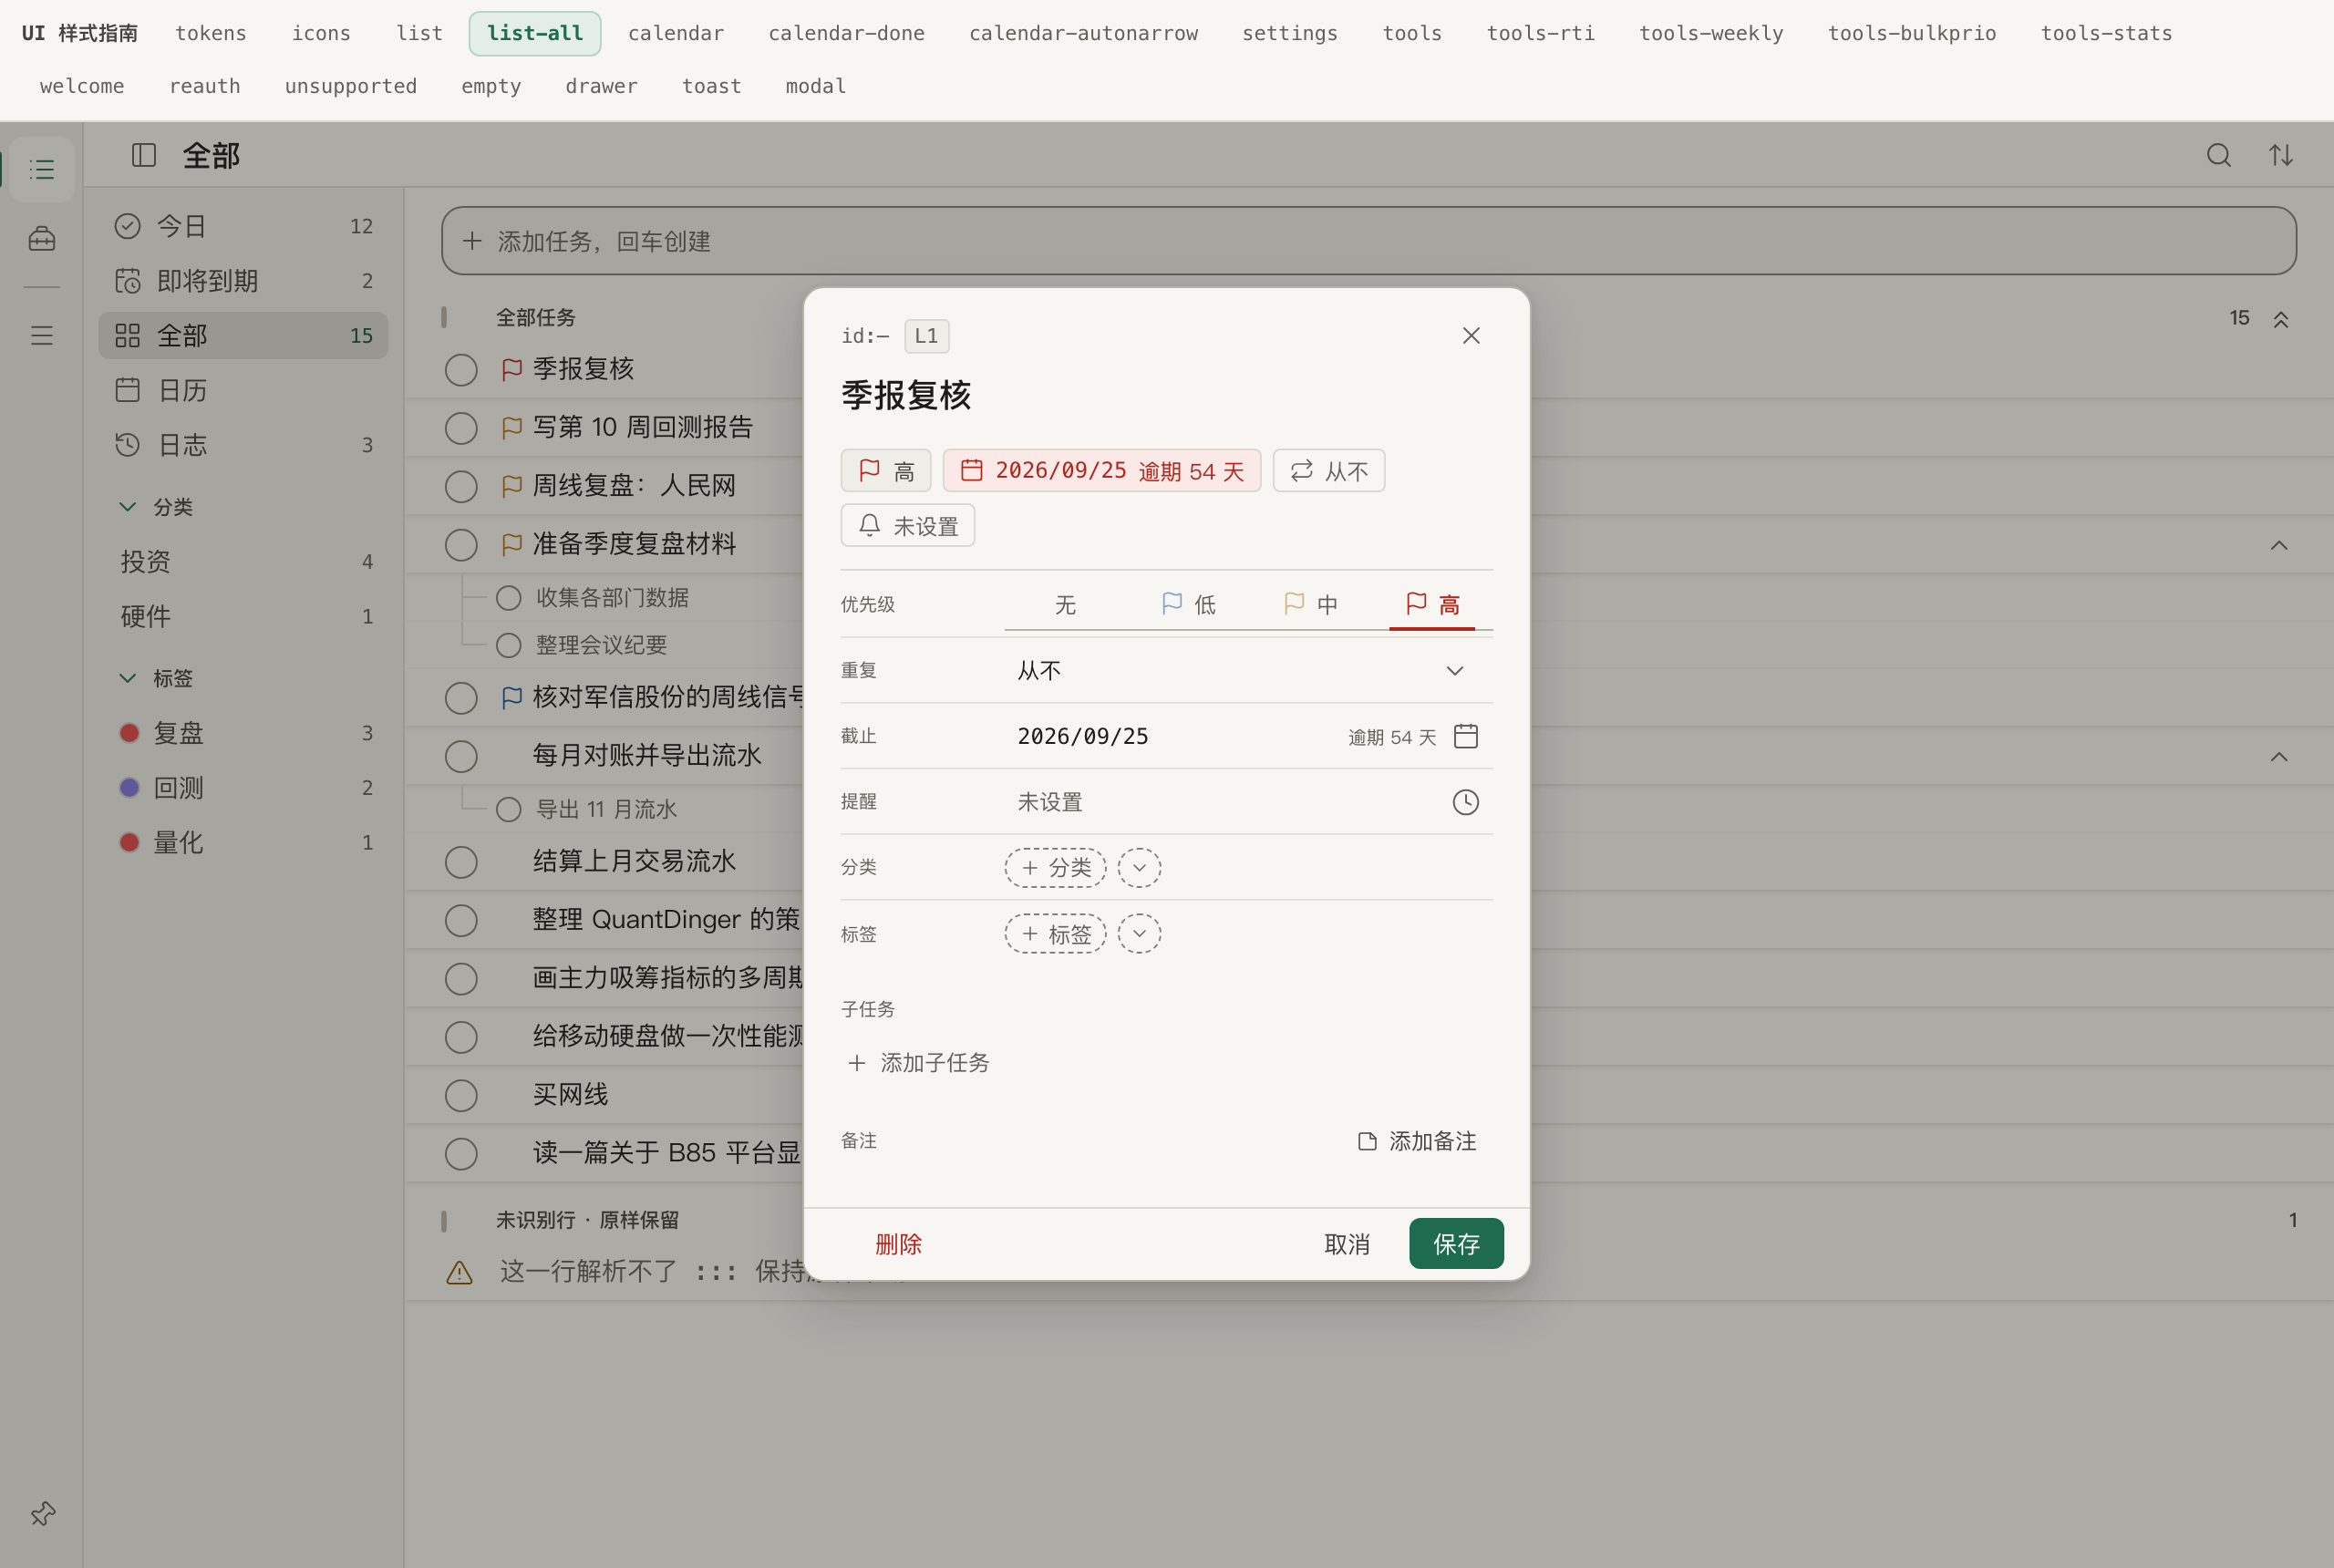 UI 样式指南 tokens icons list list-all calendar calendar-done calendar-autonarrow settings tools tools-rti tools-weekly tools-bulkprio tools-stats
welcome reauth unsupported empty drawer toast modal
全部
今日 12
即将到期 2
全部 15
日历
日志 3
分类
投资 4
硬件 1
标签
复盘 3
回测 2
量化 1
添加任务，回车创建
全部任务 15
季报复核
写第 10 周回测报告
周线复盘：人民网
准备季度复盘材料
收集各部门数据
整理会议纪要
核对军信股份的周线信号
每月对账并导出流水
导出 11 月流水
结算上月交易流水
整理 QuantDinger 的策
画主力吸筹指标的多周期
给移动硬盘做一次性能测
买网线
读一篇关于 B85 平台显
未识别行 · 原样保留 1
这一行解析不了 ::: 保持
id:— L1
季报复核
高 2026/09/25 逾期 54 天 从不
未设置
优先级 无 低 中 高
重复 从不
截止 2026/09/25 逾期 54 天
提醒 未设置
分类 + 分类
标签 + 标签
子任务
+ 添加子任务
备注 添加备注
删除 取消 保存